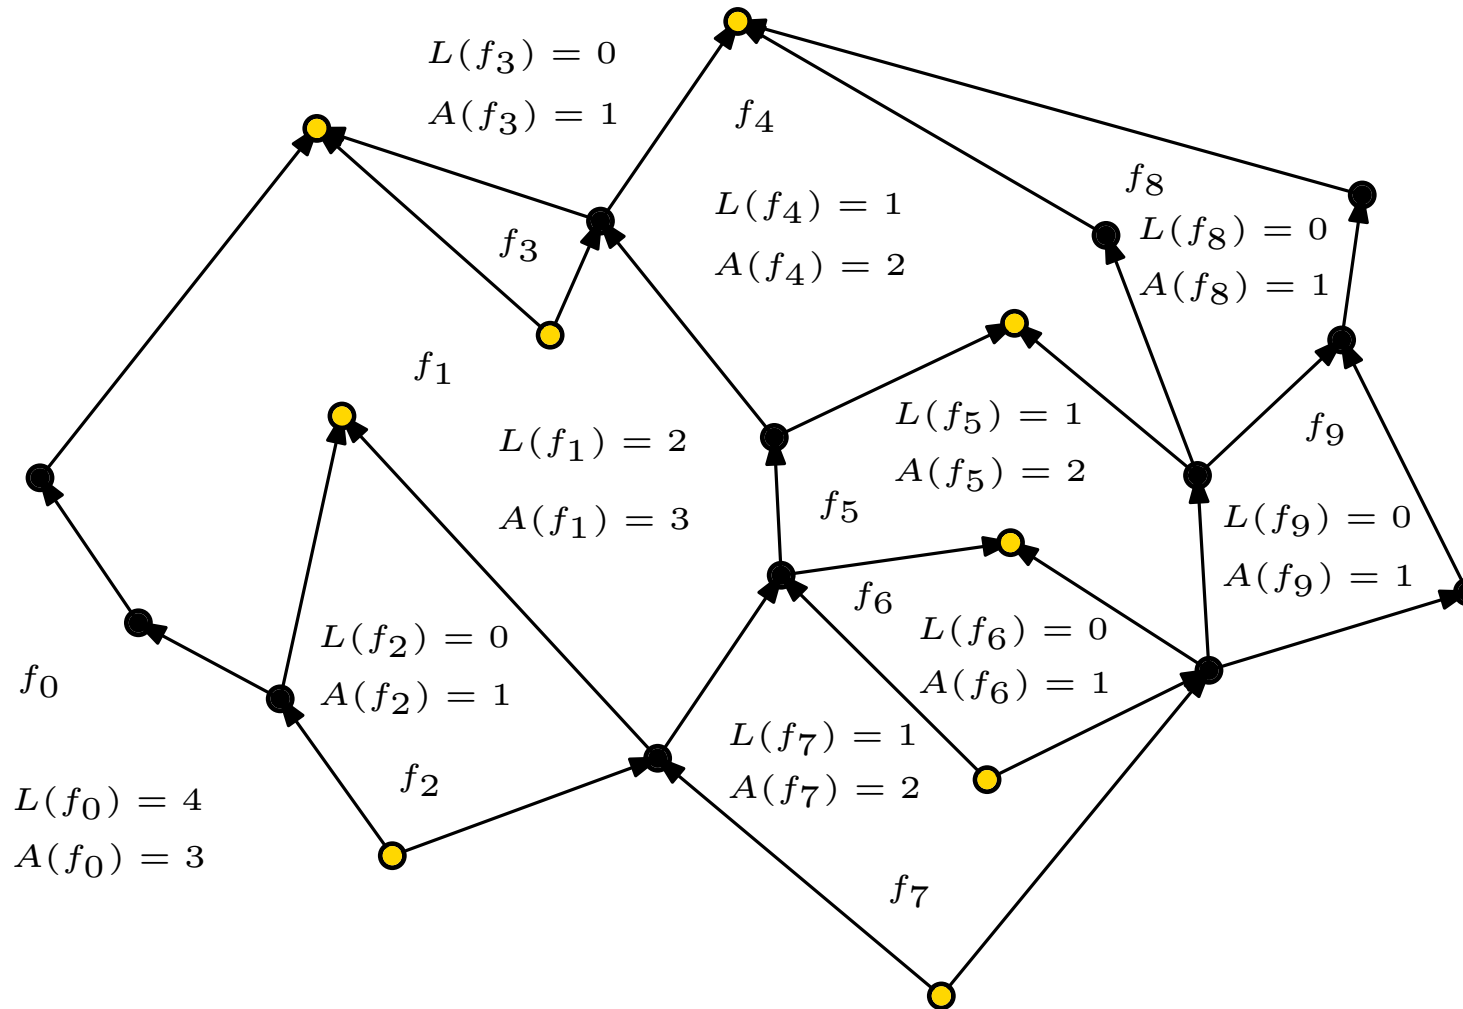 L(f₃) = 0
A(f₃) = 1
f₄
f₈
L(f₄) = 1
A(f₄) = 2
L(f₈) = 0
A(f₈) = 1
f₃
f₁
L(f₁) = 2
A(f₁) = 3
L(f₅) = 1
A(f₅) = 2
f₉
f₅
L(f₉) = 0
A(f₉) = 1
f₆
L(f₆) = 0
A(f₆) = 1
L(f₂) = 0
A(f₂) = 1
f₀
L(f₇) = 1
A(f₇) = 2
f₂
L(f₀) = 4
A(f₀) = 3
f₇